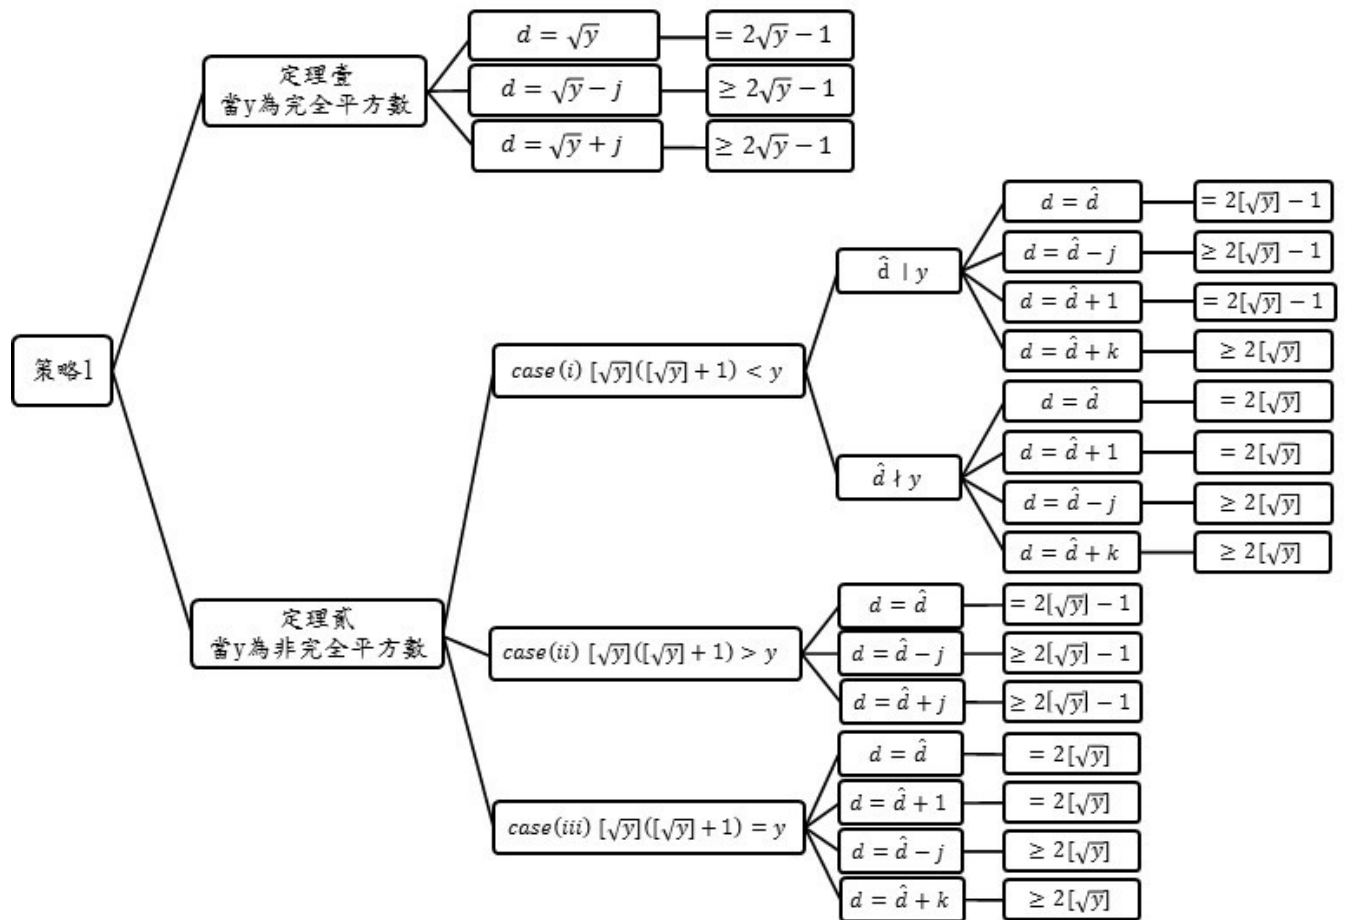 策略1
定理壹
當y為完全平方數
d = √y
= 2√y − 1
d = √y − j
≥ 2√y − 1
d = √y + j
≥ 2√y − 1
定理貳
當y為非完全平方數
case(i) [√y]([√y] + 1) < y
d̂ | y
d = d̂
= 2[√y] − 1
d = d̂ − j
≥ 2[√y] − 1
d = d̂ + 1
= 2[√y] − 1
d = d̂ + k
≥ 2[√y]
d̂ ∤ y
d = d̂
= 2[√y]
d = d̂ + 1
= 2[√y]
d = d̂ − j
≥ 2[√y]
d = d̂ + k
≥ 2[√y]
case(ii) [√y]([√y] + 1) > y
d = d̂
= 2[√y] − 1
d = d̂ − j
≥ 2[√y] − 1
d = d̂ + j
≥ 2[√y] − 1
case(iii) [√y]([√y] + 1) = y
d = d̂
= 2[√y]
d = d̂ + 1
= 2[√y]
d = d̂ − j
≥ 2[√y]
d = d̂ + k
≥ 2[√y]